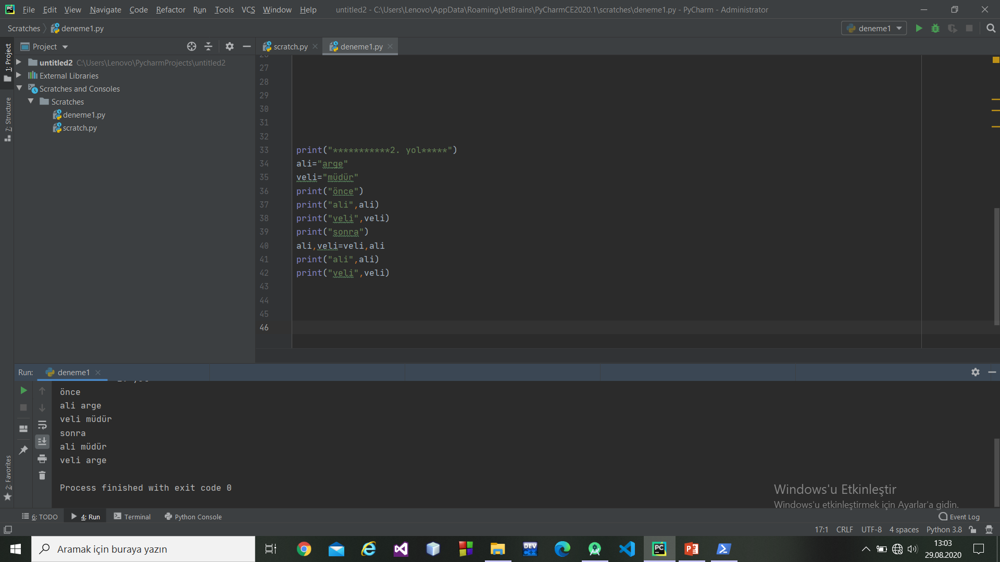 File Edit View Navigate Code Refactor Run Tools VCS Window Help untitled2 - C:\Users\Lenovo\AppData\Roaming\JetBrains\PyCharmCE2020.1\scratches\deneme1.py - PyCharm - Administrator
Scratches deneme1.py deneme1
1: Project
7: Structure
2: Favorites
Project
untitled2 C:\Users\Lenovo\PycharmProjects\untitled2
External Libraries
Scratches and Consoles
Scratches
deneme1.py
scratch.py
scratch.py deneme1.py
27
28
29
30
31
32
33 print("***********2. yol*****")
34 ali="arge"
35 veli="müdür"
36 print("önce")
37 print("ali",ali)
38 print("veli",veli)
39 print("sonra")
40 ali,veli=veli,ali
41 print("ali",ali)
42 print("veli",veli)
43
44
45
46
Run: deneme1
önce
ali arge
veli müdür
sonra
ali müdür
veli arge
Process finished with exit code 0
Windows'u Etkinleştir
Windows'u etkinleştirmek için Ayarlar'a gidin.
6: TODO 4: Run Terminal Python Console Event Log
17:1 CRLF UTF-8 4 spaces Python 3.8
Aramak için buraya yazın
13:03
29.08.2020